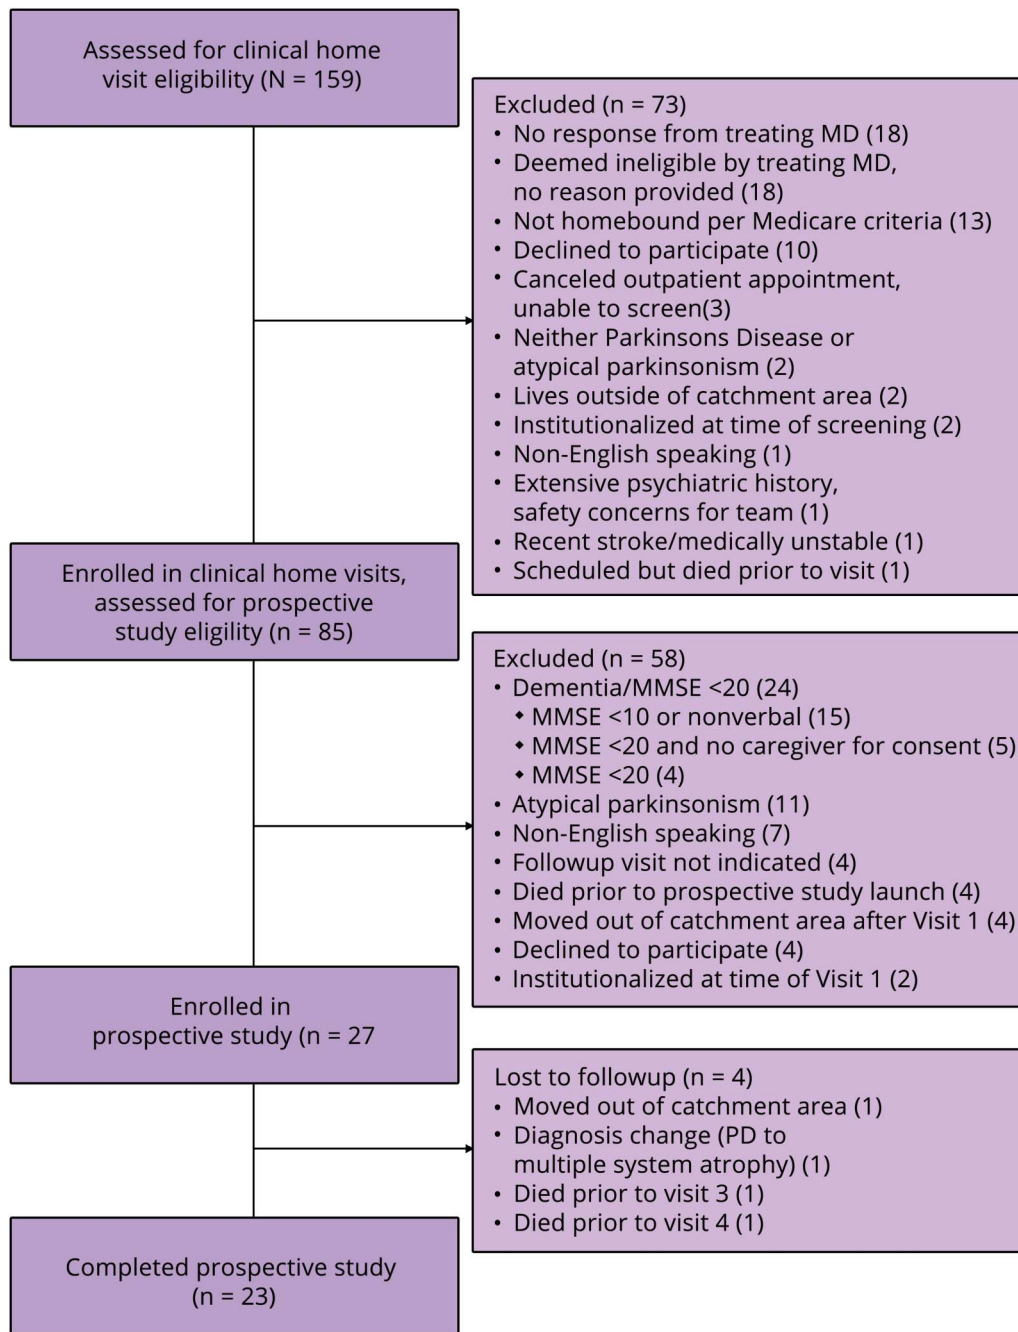 Assessed for clinical home
visit eligibility (N = 159)
Excluded (n = 73)
• No response from treating MD (18)
• Deemed ineligible by treating MD,
no reason provided (18)
• Not homebound per Medicare criteria (13)
• Declined to participate (10)
• Canceled outpatient appointment,
unable to screen(3)
• Neither Parkinsons Disease or
atypical parkinsonism (2)
• Lives outside of catchment area (2)
• Institutionalized at time of screening (2)
• Non-English speaking (1)
• Extensive psychiatric history,
safety concerns for team (1)
• Recent stroke/medically unstable (1)
• Scheduled but died prior to visit (1)
Enrolled in clinical home visits,
assessed for prospective
study eligility (n = 85)
Excluded (n = 58)
• Dementia/MMSE <20 (24)
◆ MMSE <10 or nonverbal (15)
◆ MMSE <20 and no caregiver for consent (5)
◆ MMSE <20 (4)
• Atypical parkinsonism (11)
• Non-English speaking (7)
• Followup visit not indicated (4)
• Died prior to prospective study launch (4)
• Moved out of catchment area after Visit 1 (4)
• Declined to participate (4)
• Institutionalized at time of Visit 1 (2)
Enrolled in
prospective study (n = 27
Lost to followup (n = 4)
• Moved out of catchment area (1)
• Diagnosis change (PD to
multiple system atrophy) (1)
• Died prior to visit 3 (1)
• Died prior to visit 4 (1)
Completed prospective study
(n = 23)